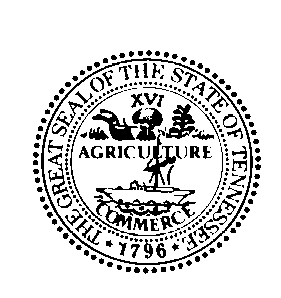 THE GREAT SEAL OF THE STATE OF TENNESSEE
XVI
AGRICULTURE
COMMERCE
1796